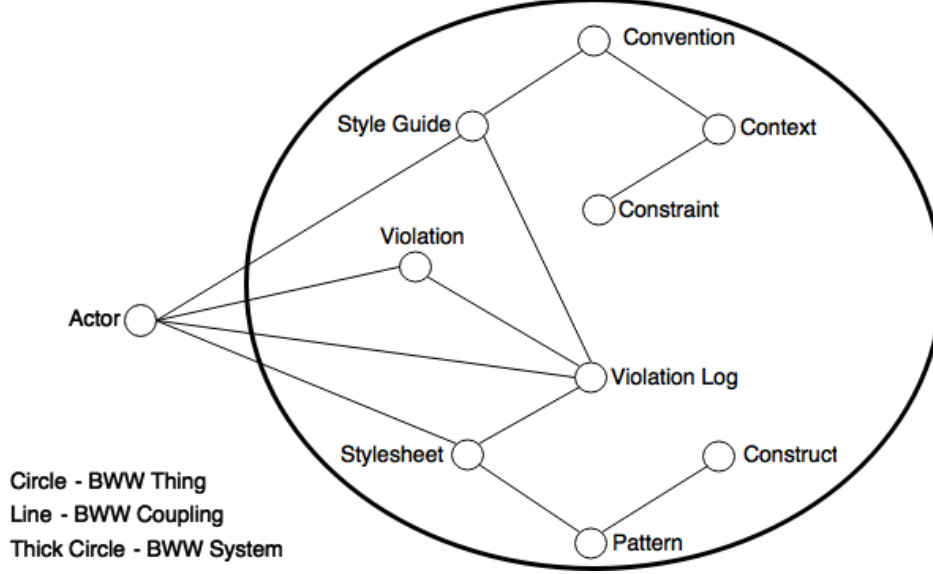 Convention
Style Guide
Context
Constraint
Violation
Actor
Violation Log
Stylesheet
Construct
Circle - BWW Thing
Line - BWW Coupling
Thick Circle - BWW System
Pattern